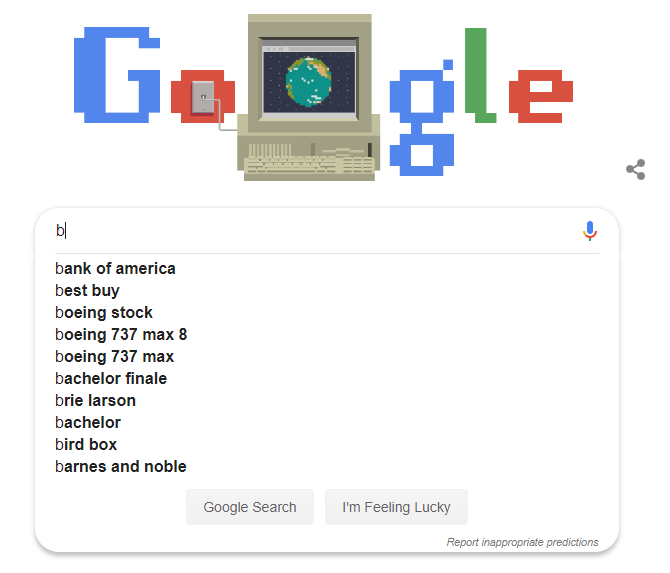 Google
b
bank of america
best buy
boeing stock
boeing 737 max 8
boeing 737 max
bachelor finale
brie larson
bachelor
bird box
barnes and noble
Google Search
I'm Feeling Lucky
Report inappropriate predictions